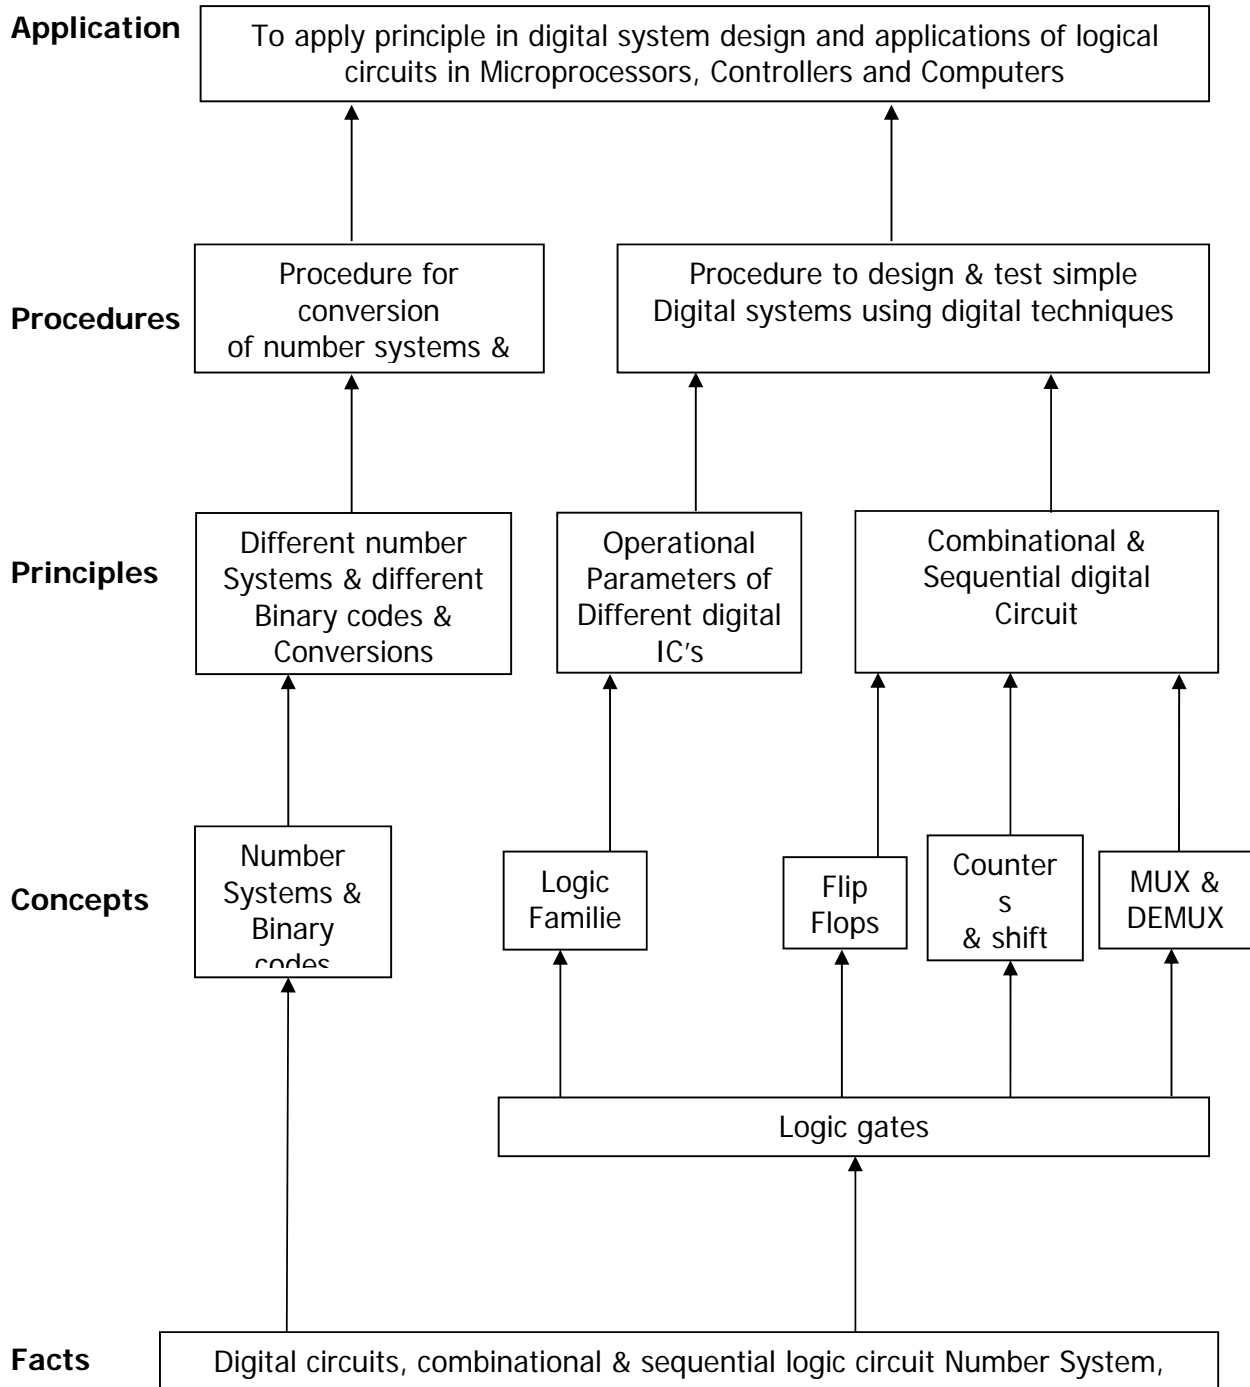 Application
To apply principle in digital system design and applications of logical
circuits in Microprocessors, Controllers and Computers
Procedures
Procedure for
conversion
of number systems &
Procedure to design & test simple
Digital systems using digital techniques
Principles
Different number
Systems & different
Binary codes &
Conversions
Operational
Parameters of
Different digital
IC's
Combinational &
Sequential digital
Circuit
Concepts
Number
Systems &
Binary
codes
Logic
Familie
Flip
Flops
Counter
s
& shift
MUX &
DEMUX
Logic gates
Facts
Digital circuits, combinational & sequential logic circuit Number System,